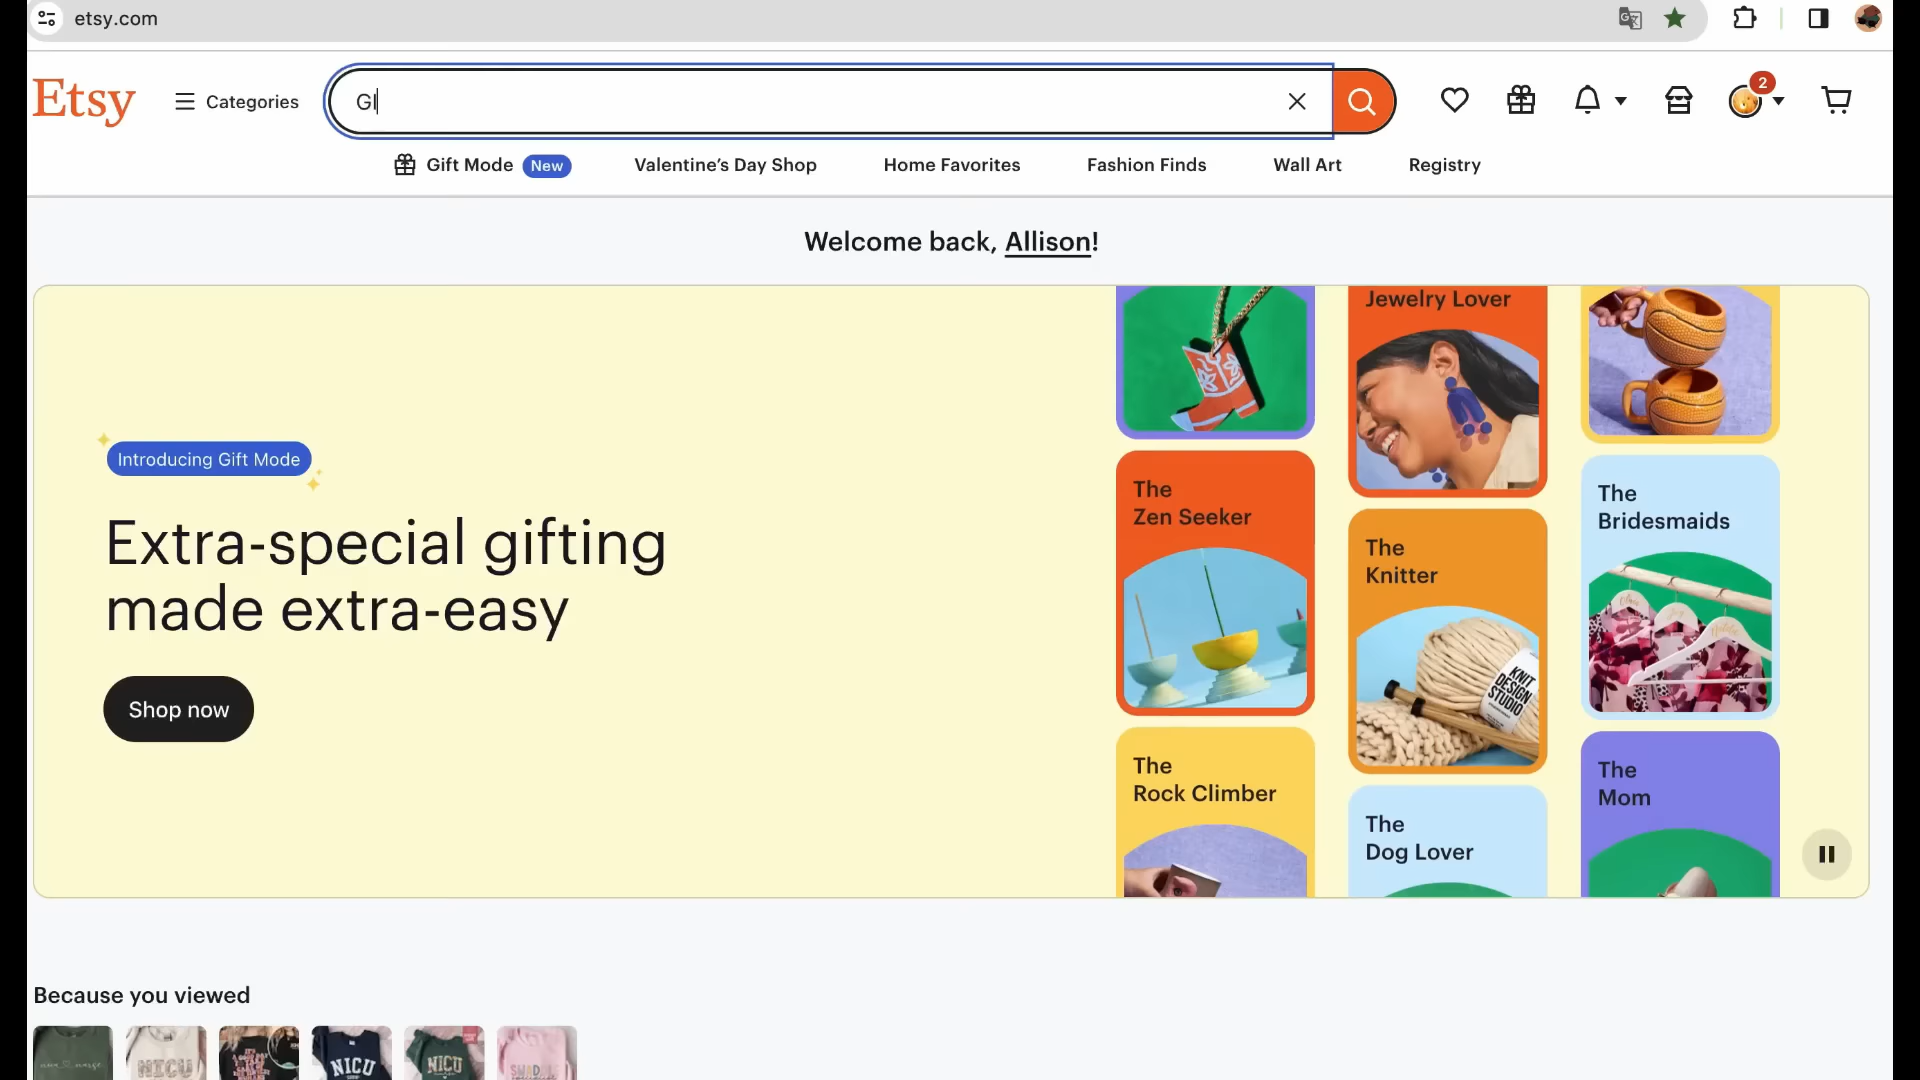 etsy.com
Etsy
Categories
GI
2
Gift Mode New
Valentine’s Day Shop
Home Favorites
Fashion Finds
Wall Art
Registry
Welcome back, Allison!
Introducing Gift Mode
Extra-special gifting
made extra-easy
Shop now
Jewelry Lover
The
Zen Seeker
The
Rock Climber
The
Knitter
KNIT
DESIGN
STUDIO
The
Dog Lover
The
Bridesmaids
The
Mom
Because you viewed
NICU
NICU
NICU